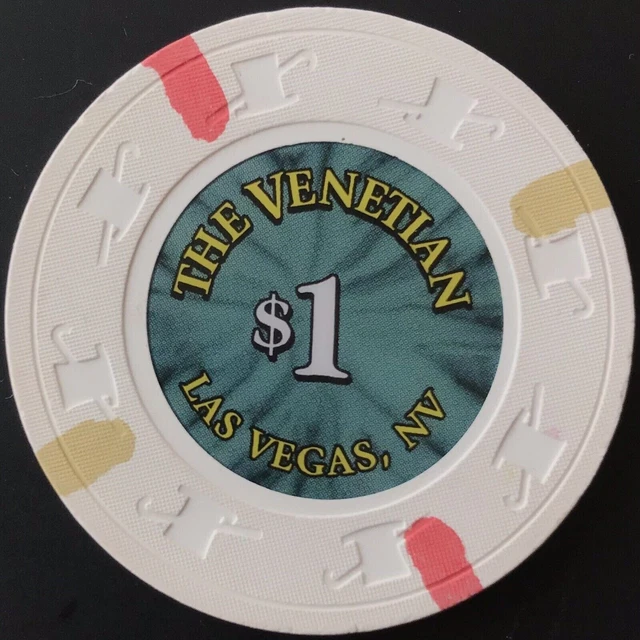 THE VENETIAN
$1
LAS VEGAS, NV